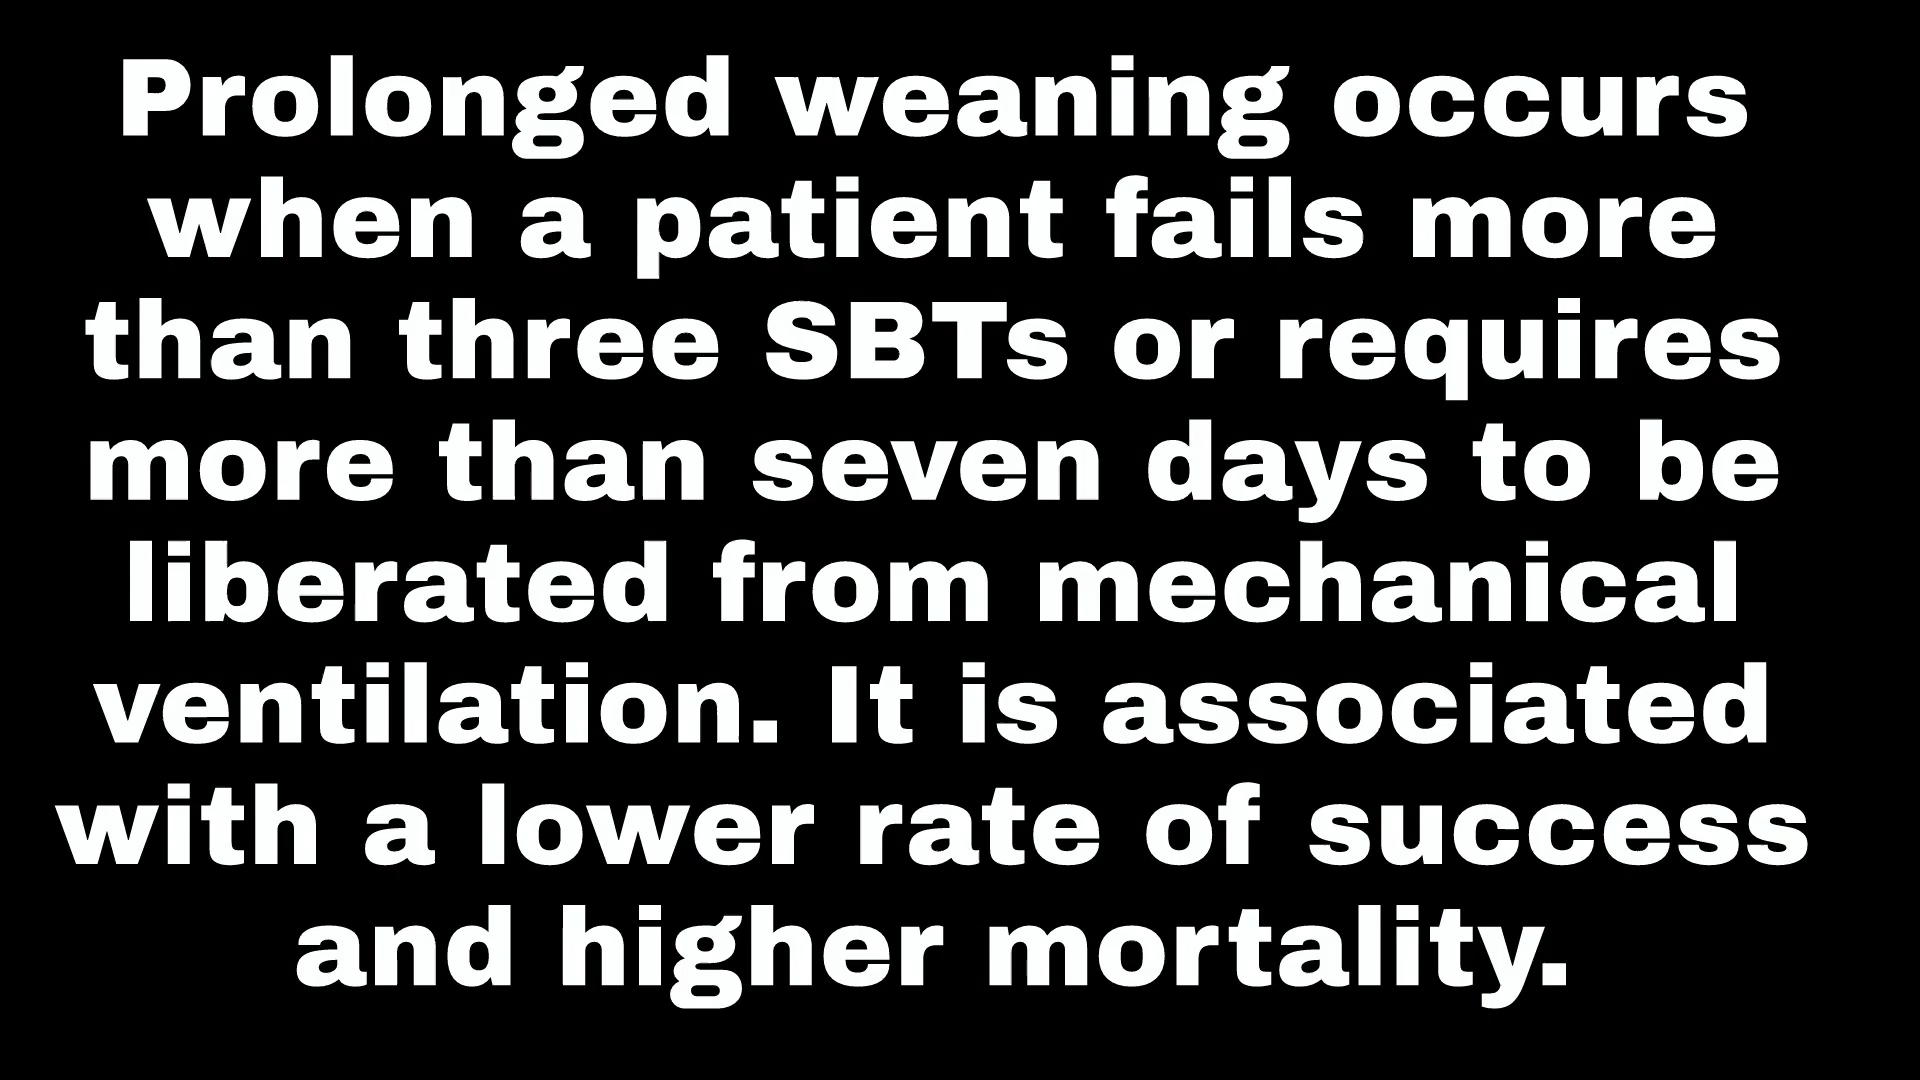 Prolonged weaning occurs
when a patient fails more
than three SBTs or requires
more than seven days to be
liberated from mechanical
ventilation. It is associated
with a lower rate of success
and higher mortality.